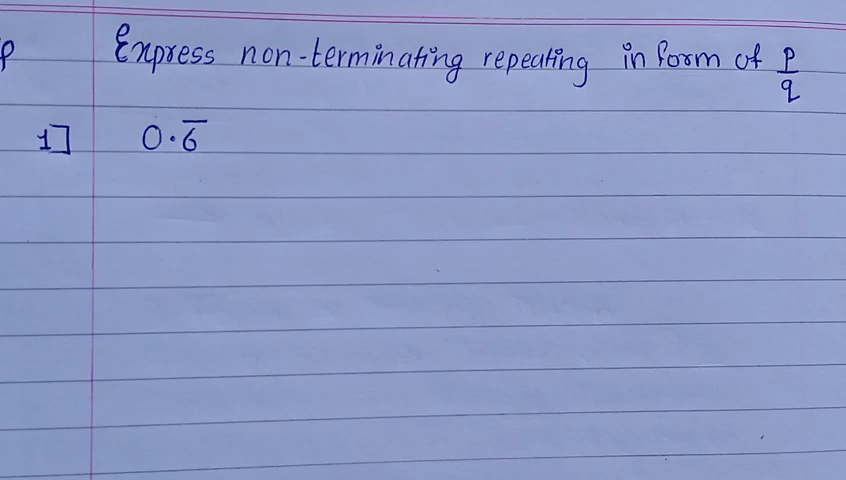 Express non-terminating repeating in form of p/q
1] 0.6̅